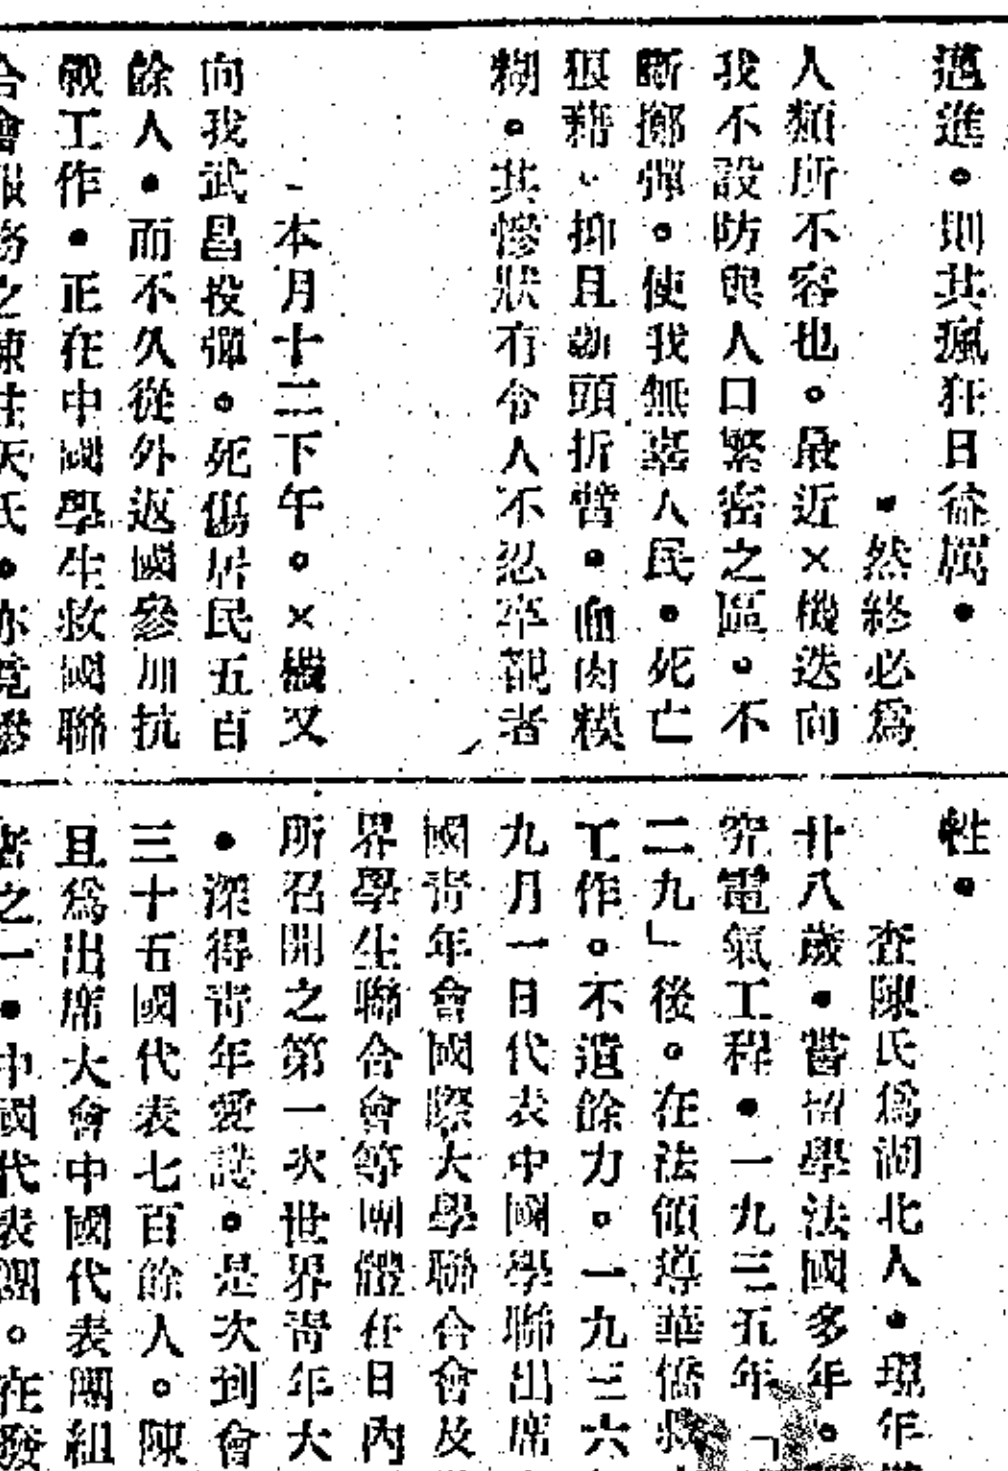 邁進。則其瘋狂日益厲。
。然終必為
人類所不容也。最近×機迭向
我不設防與人口繁密之區。不
斷擲彈。使我無辜人民。死亡
狼藉、抑且斷頭折臂。血肉糢
糊。其慘狀有令人不忍卒覩者
本月十二下午。×機又
向我武昌投彈。死傷居民五百
餘人。而不久從外返國參加抗
戰工作。正在中國學生救國聯
合會服務之陳柱天氏。亦竟慘
牲。
查陳氏為湖北人。現年
廿八歲。嘗留學法國多年。
究電氣工程。一九三五年「
二九」後。在法領導華僑救
工作。不遺餘力。一九三六
九月一日代表中國學聯出席
國青年會國際大學聯合會及
界學生聯合會等團體在日內
所召開之第一次世界青年大
。深得青年愛護。是次到會
三十五國代表七百餘人。陳
且為出席大會中國代表團組
者之一。中國代表團。在發